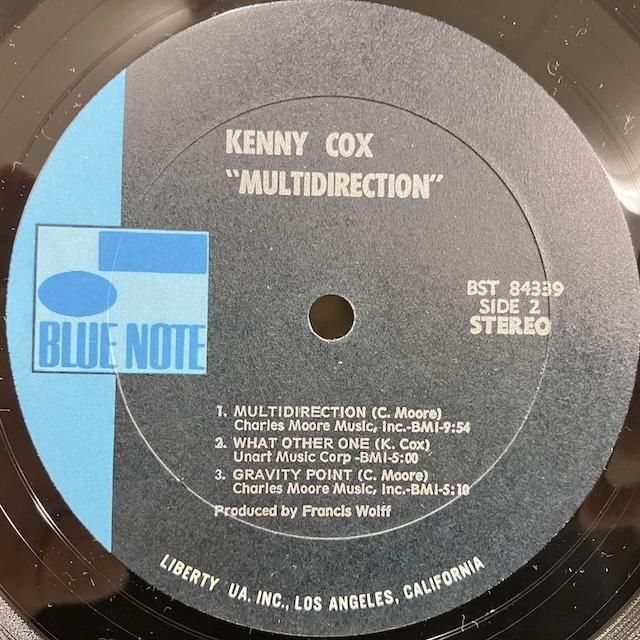 KENNY COX
"MULTIDIRECTION"
BST 84339
SIDE 2
STEREO
BLUE NOTE
1. MULTIDIRECTION (C. Moore)
Charles Moore Music, Inc.-BMI-9:54
2. WHAT OTHER ONE (K. Cox)
Unart Music Corp -BMI-5:00
3. GRAVITY POINT (C. Moore)
Charles Moore Music, Inc.-BMI-5:10
Produced by Francis Wolff
LIBERTY UA, INC., LOS ANGELES, CALIFORNIA